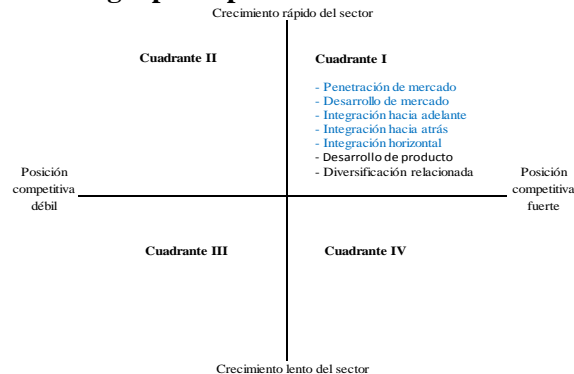 Crecimiento rápido del sector
Cuadrante II
Cuadrante I
- Penetración de mercado
- Desarrollo de mercado
- Integración hacia adelante
- Integración hacia atrás
- Integración horizontal
- Desarrollo de producto
- Diversificación relacionada
Posición
competitiva
débil
Posición
competitiva
fuerte
Cuadrante III
Cuadrante IV
Crecimiento lento del sector